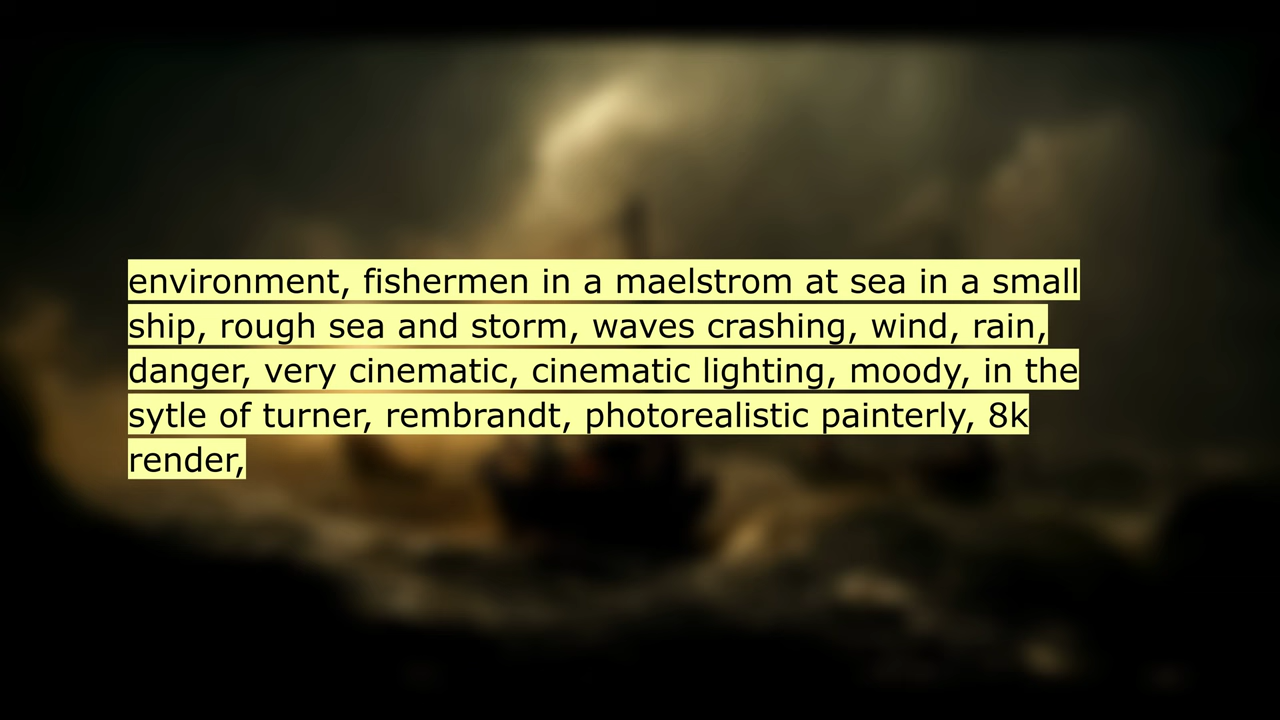 environment, fishermen in a maelstrom at sea in a small
ship, rough sea and storm, waves crashing, wind, rain,
danger, very cinematic, cinematic lighting, moody, in the
sytle of turner, rembrandt, photorealistic painterly, 8k
render,